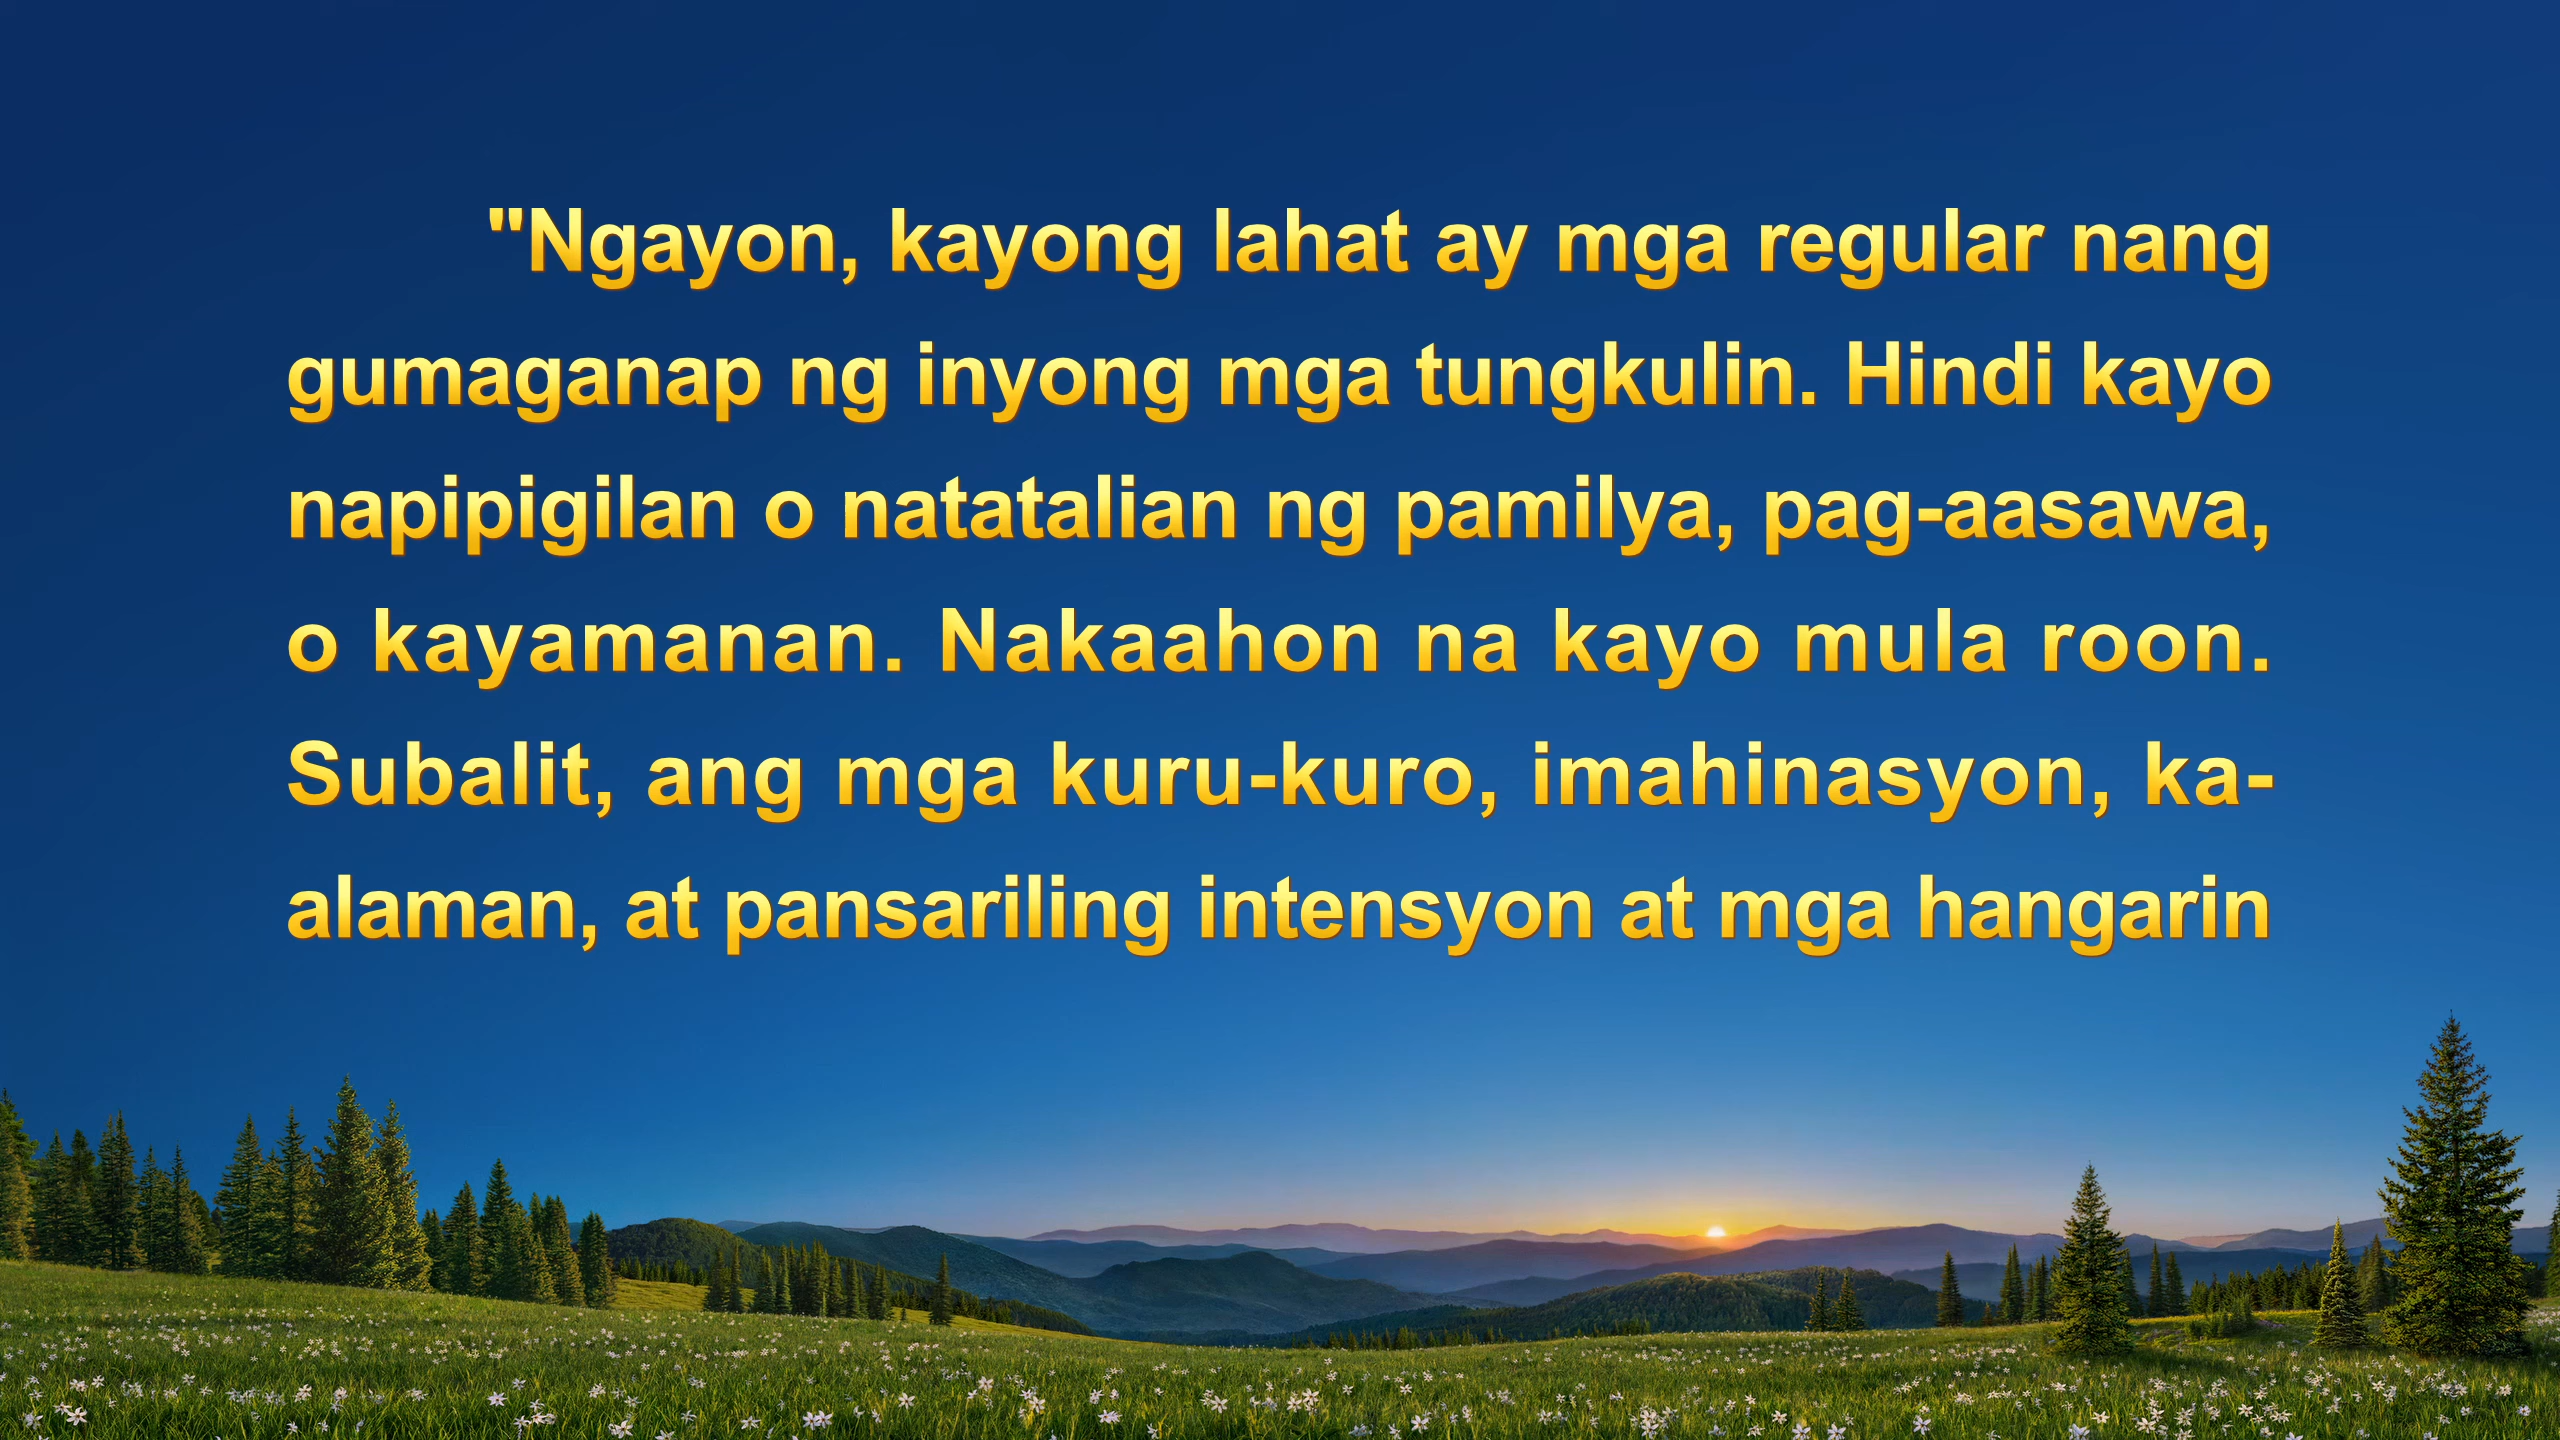 "Ngayon, kayong lahat ay mga regular nang
gumaganap ng inyong mga tungkulin. Hindi kayo
napipigilan o natatalian ng pamilya, pag-aasawa,
o kayamanan. Nakaahon na kayo mula roon.
Subalit, ang mga kuru-kuro, imahinasyon, ka-
alaman, at pansariling intensyon at mga hangarin